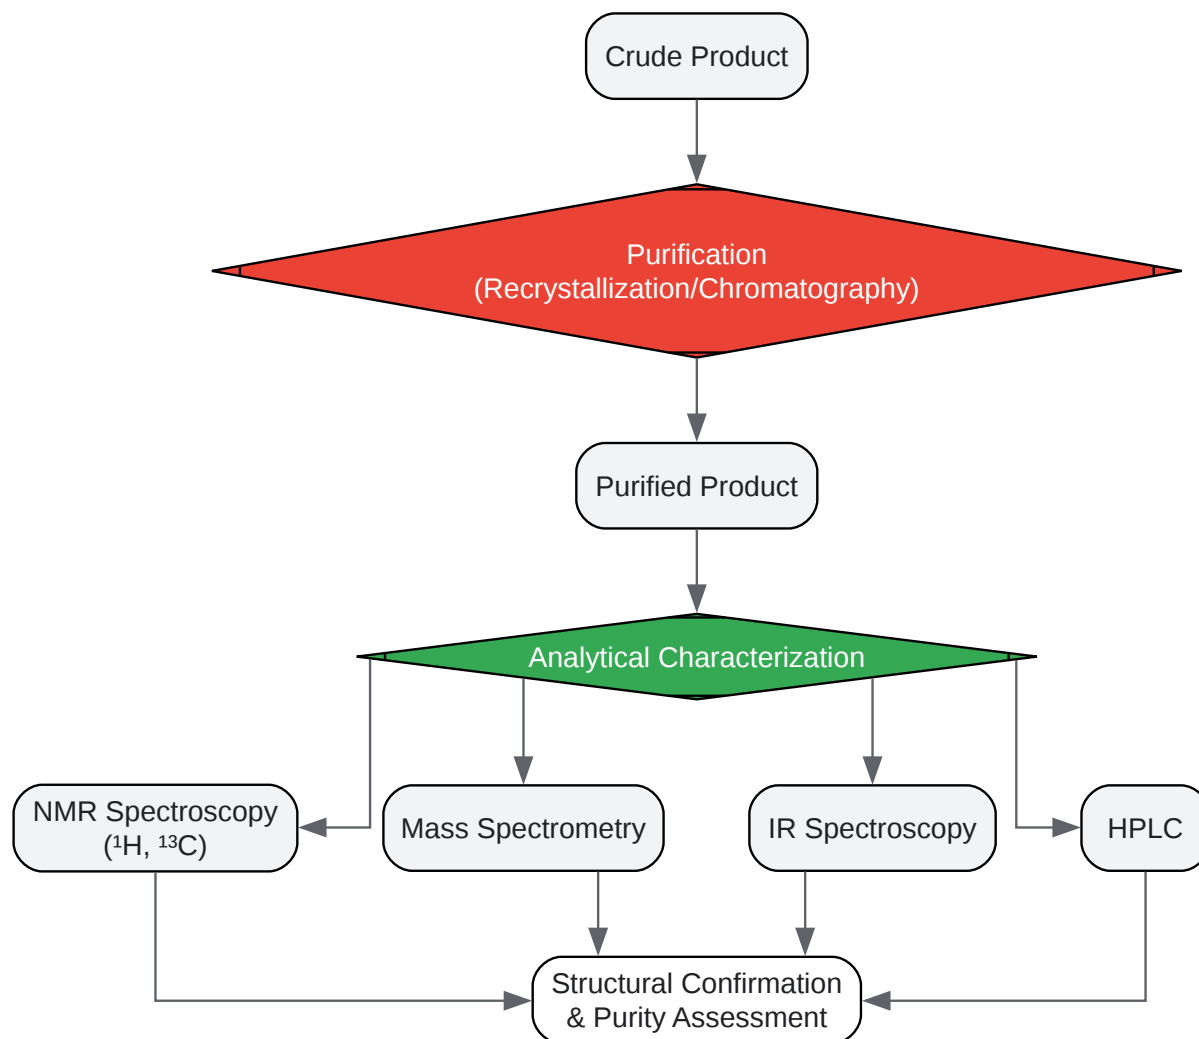 Crude Product
Purification
(Recrystallization/Chromatography)
Purified Product
Analytical Characterization
NMR Spectroscopy
(¹H, ¹³C)
Mass Spectrometry
IR Spectroscopy
HPLC
Structural Confirmation
& Purity Assessment